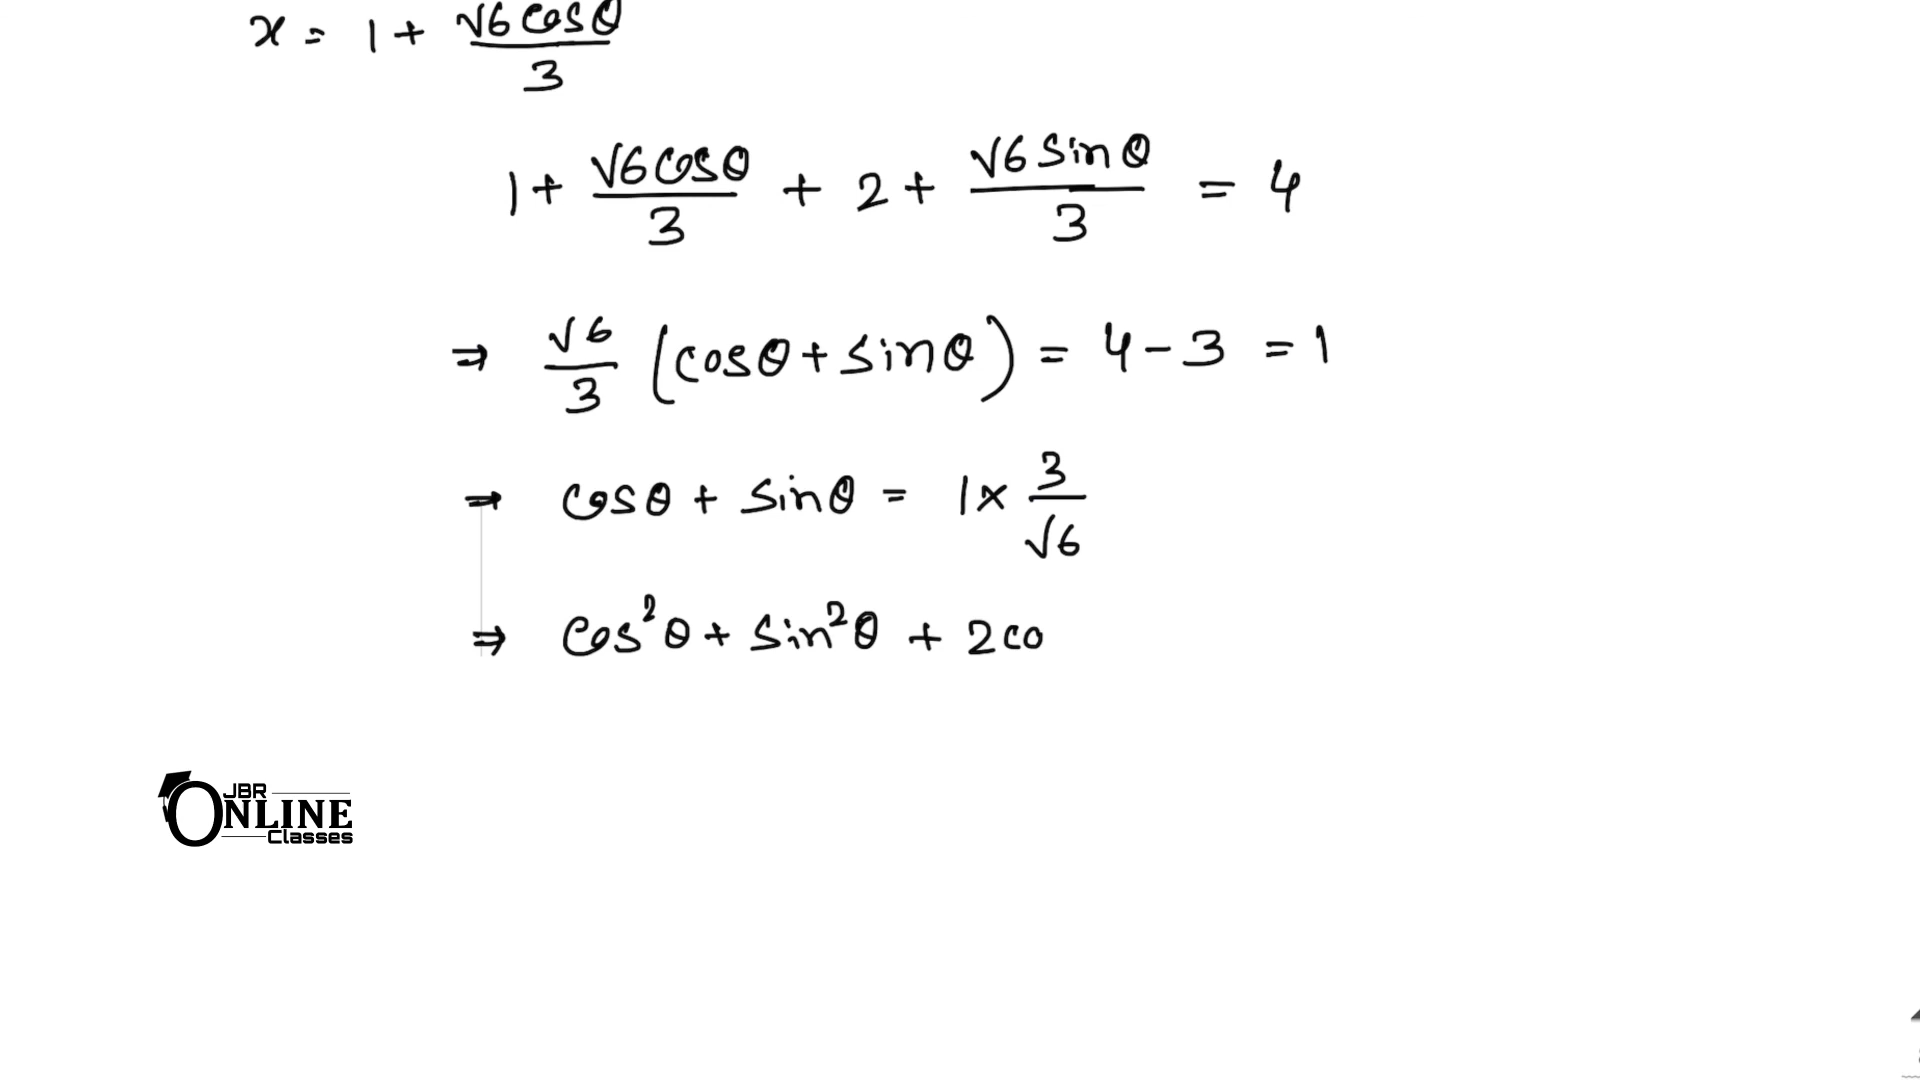 x = 1 + √6 cosθ / 3
1 + √6 cosθ / 3 + 2 + √6 sinθ / 3 = 4
⇒ √6 / 3 (cosθ + sinθ) = 4 - 3 = 1
⇒ cosθ + sinθ = 1 × 3 / √6
⇒ cos²θ + sin²θ + 2co
JBR
ONLINE
Classes